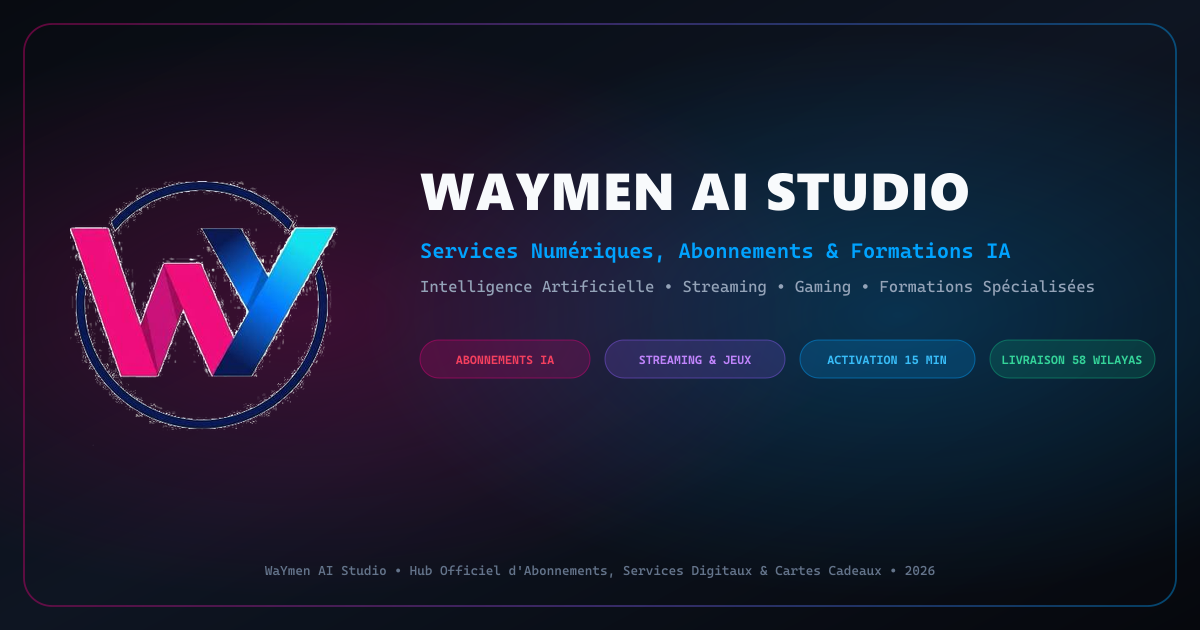 WY
WAYMEN AI STUDIO
Services Numériques, Abonnements & Formations IA
Intelligence Artificielle • Streaming • Gaming • Formations Spécialisées
ABONNEMENTS IA
STREAMING & JEUX
ACTIVATION 15 MIN
LIVRAISON 58 WILAYAS
WaYmen AI Studio • Hub Officiel d'Abonnements, Services Digitaux & Cartes Cadeaux • 2026